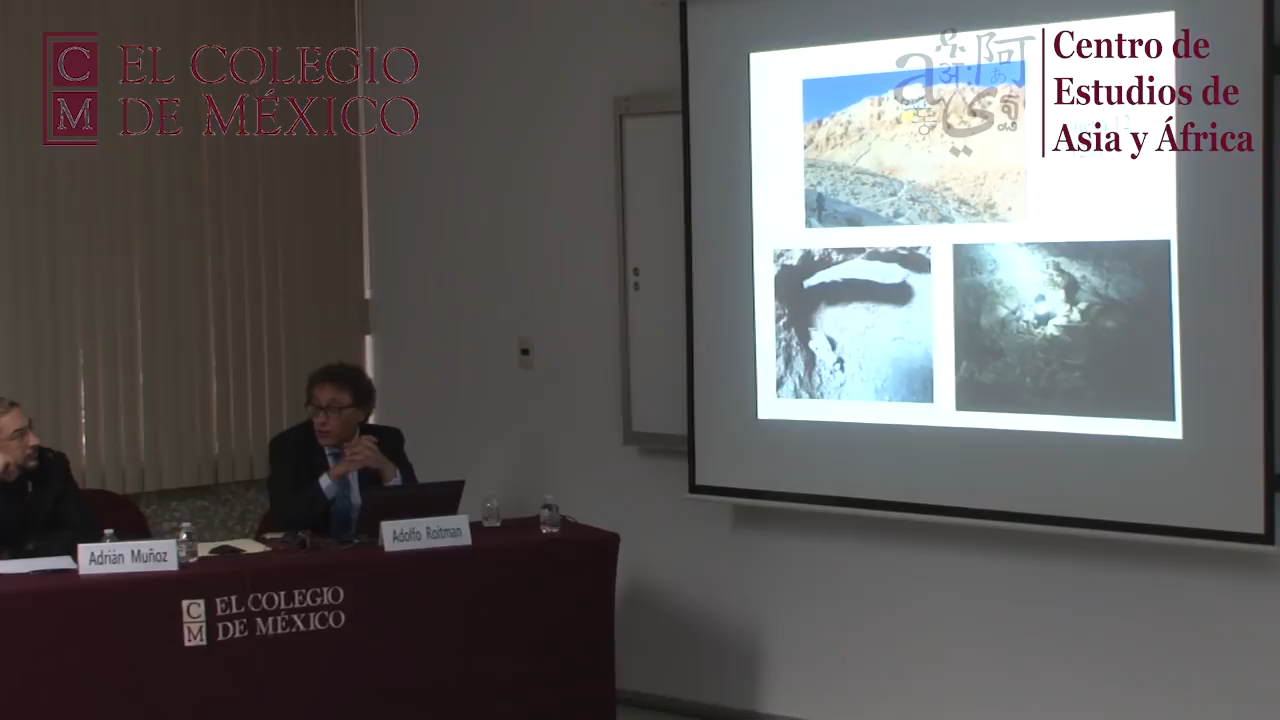 EL COLEGIO
DE MÉXICO
C
M
Centro de
Estudios de
Asia y África
Adrián Muñoz
Adolfo Roitman
C
M
EL COLEGIO
DE MÉXICO